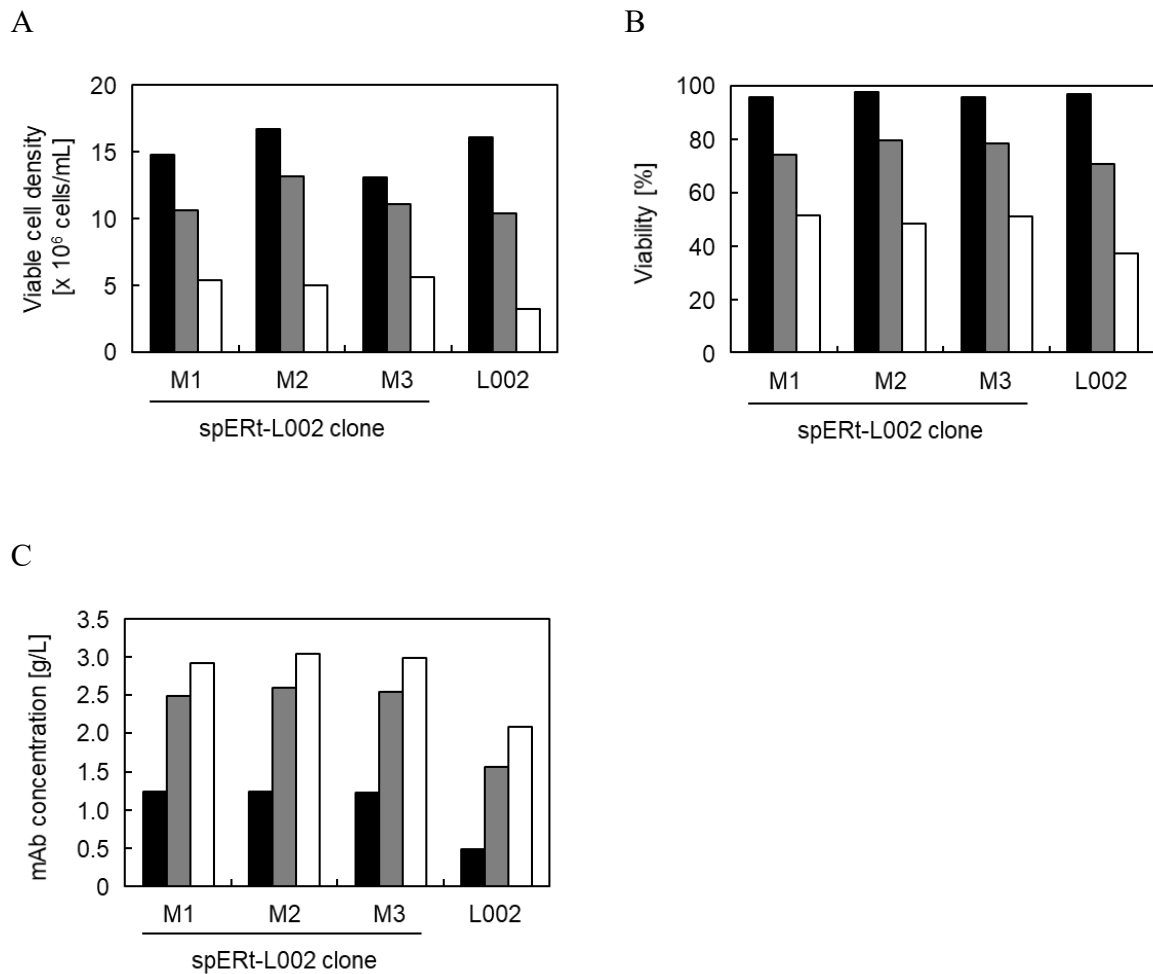 A
Viable cell density
[x 10⁶ cells/mL]
20
15
10
5
0
M1 M2 M3 L002
spERt-L002 clone
B
Viability [%]
100
80
60
40
20
0
M1 M2 M3 L002
spERt-L002 clone
C
mAb concentration [g/L]
3.5
3.0
2.5
2.0
1.5
1.0
0.5
0
M1 M2 M3 L002
spERt-L002 clone